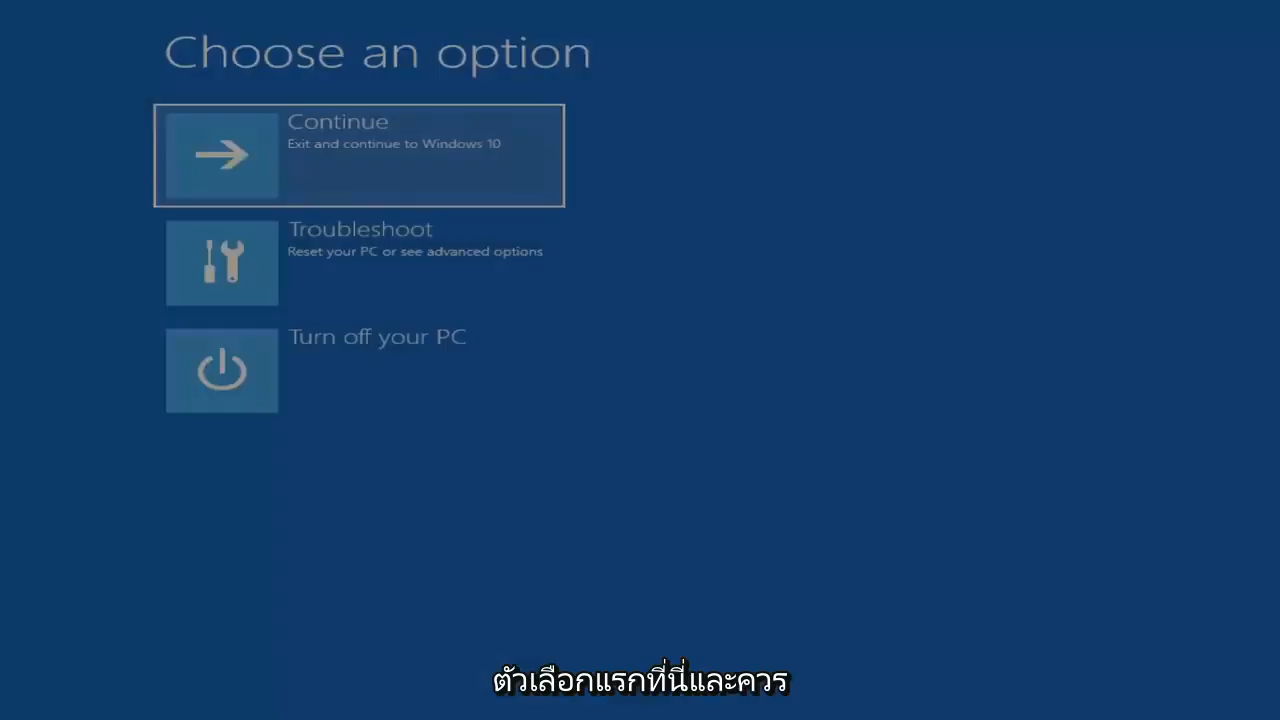 Choose an option
Continue
Exit and continue to Windows 10
Troubleshoot
Reset your PC or see advanced options
Turn off your PC
ตัวเลือกแรกที่นี่และควร